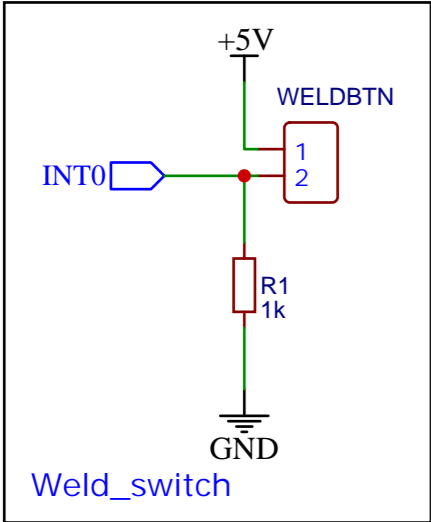 +5V
WELDBTN
1
INT0
2
R1
1k
GND
Weld_switch